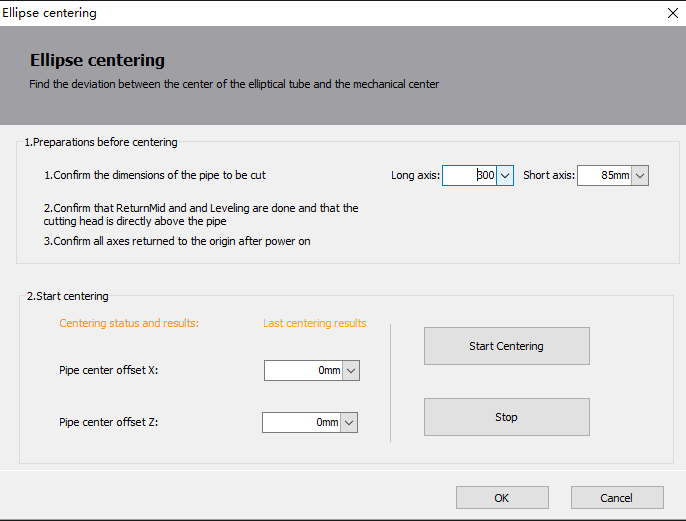 Ellipse centering
Ellipse centering
Find the deviation between the center of the elliptical tube and the mechanical center
1.Preparations before centering
1.Confirm the dimensions of the pipe to be cut
Long axis: 300 Short axis: 85mm
2.Confirm that ReturnMid and and Leveling are done and that the
cutting head is directly above the pipe
3.Confirm all axes returned to the origin after power on
2.Start centering
Centering status and results: Last centering results
Start Centering
Pipe center offset X: 0mm
Pipe center offset Z: 0mm
Stop
OK Cancel